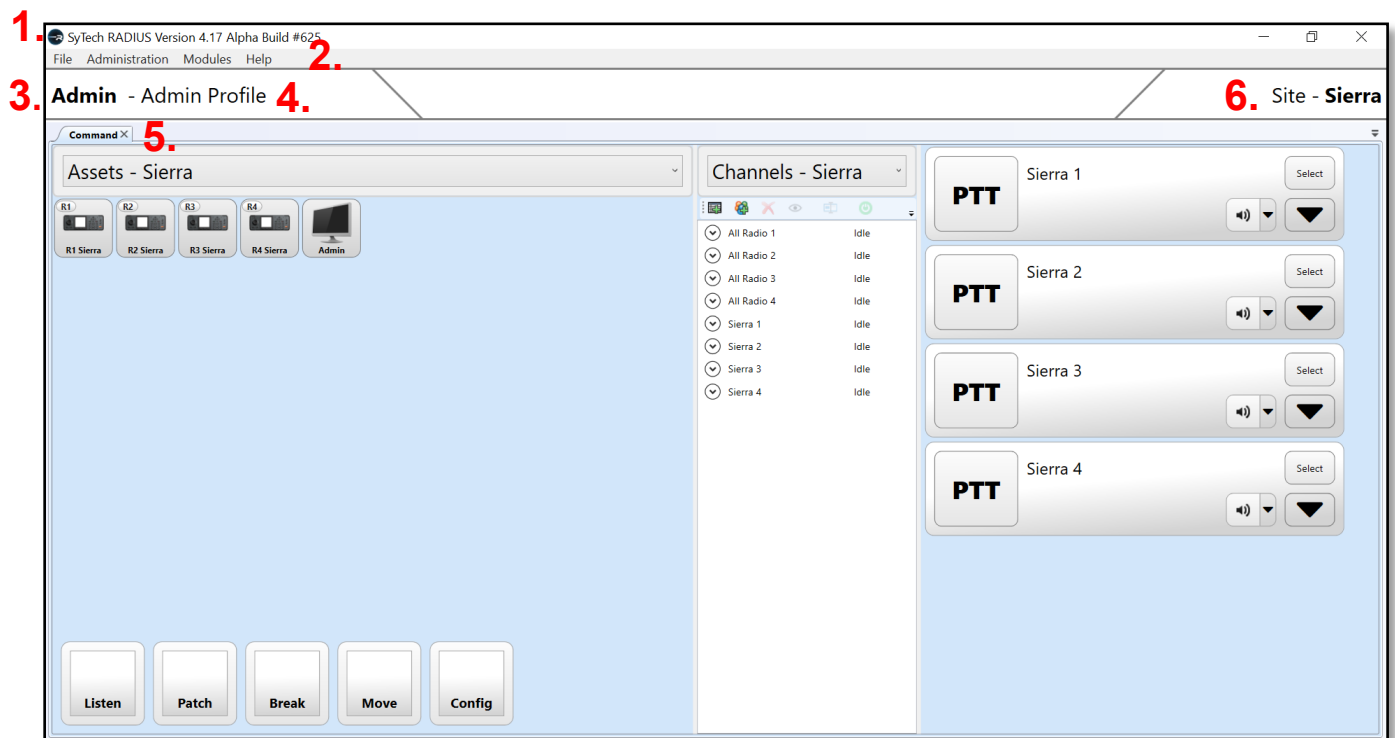 1.
SyTech RADIUS Version 4.17 Alpha Build #625
File Administration Modules Help
2.
3.
Admin - Admin Profile
4.
6.
Site - Sierra
Command
5.
Assets - Sierra
R1
R1 Sierra
R2
R2 Sierra
R3
R3 Sierra
R4
R4 Sierra
Admin
Listen
Patch
Break
Move
Config
Channels - Sierra
All Radio 1 Idle
All Radio 2 Idle
All Radio 3 Idle
All Radio 4 Idle
Sierra 1 Idle
Sierra 2 Idle
Sierra 3 Idle
Sierra 4 Idle
PTT
Sierra 1
Select
PTT
Sierra 2
Select
PTT
Sierra 3
Select
PTT
Sierra 4
Select